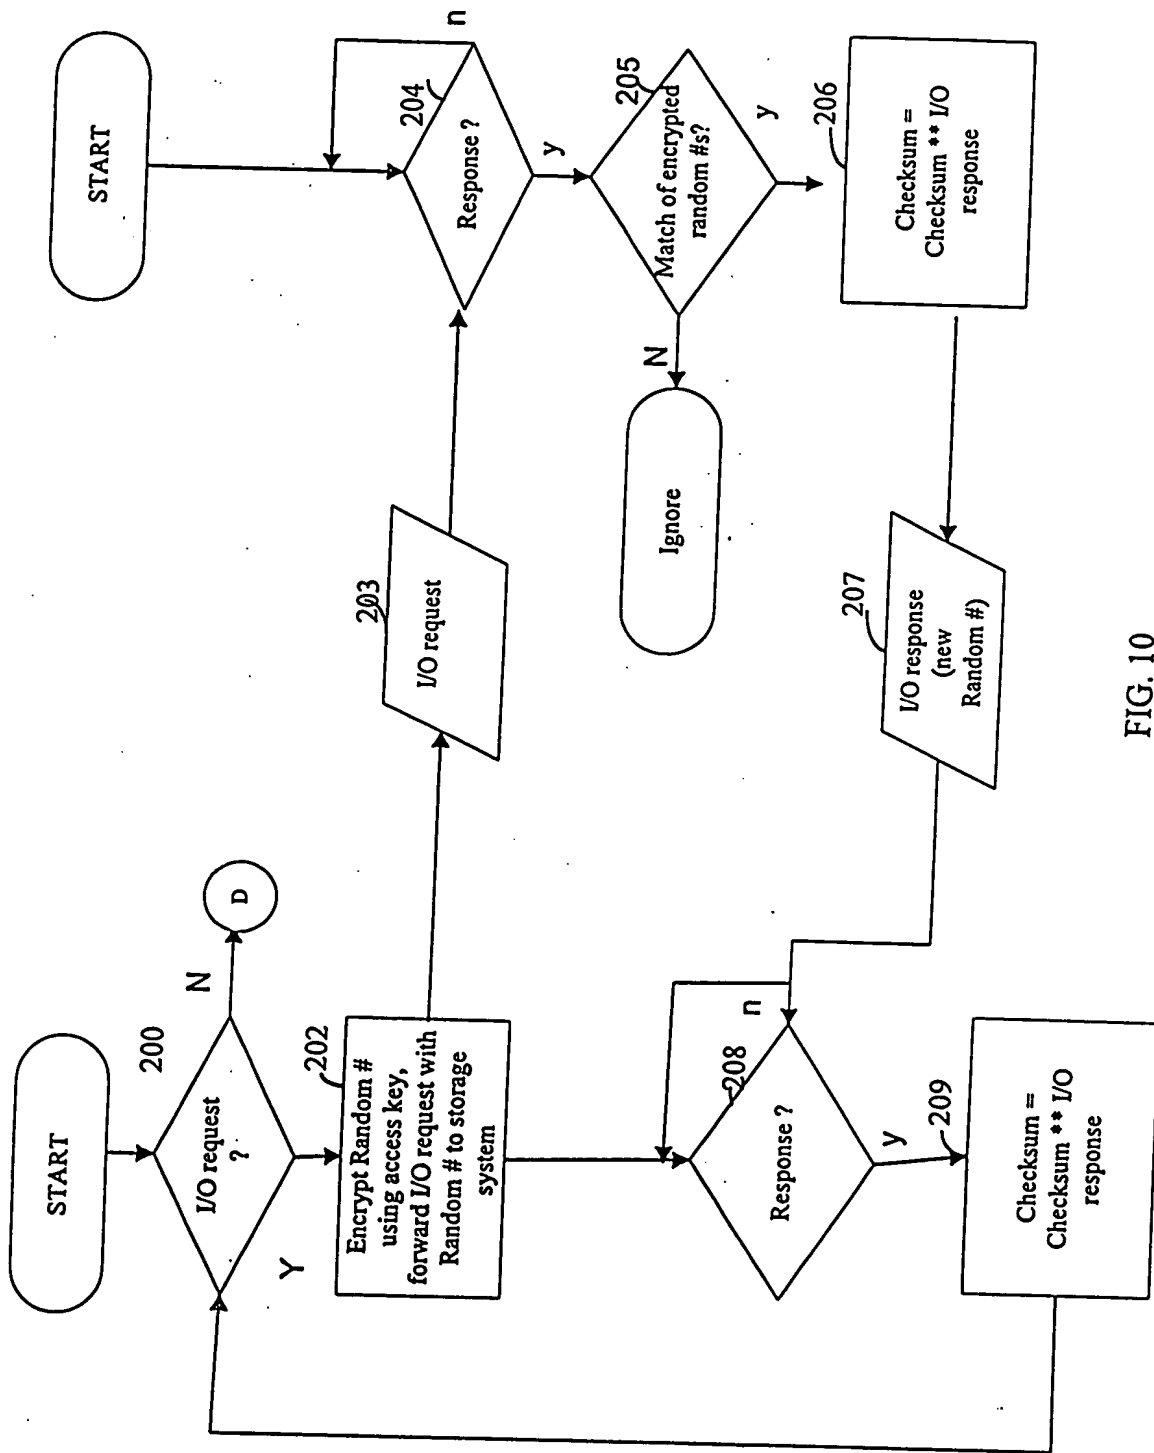 START
200
I/O request
?
N
D
Y
202
Encrypt Random #
using access key,
forward I/O request with
Random # to storage
system
203
I/O request
START
204
Response ?
n
y
205
Match of encrypted
random #s?
N
Ignore
y
206
Checksum =
Checksum ** I/O
response
207
I/O response
(new
Random #)
208
Response ?
n
y
209
Checksum =
Checksum ** I/O
response
FIG. 10